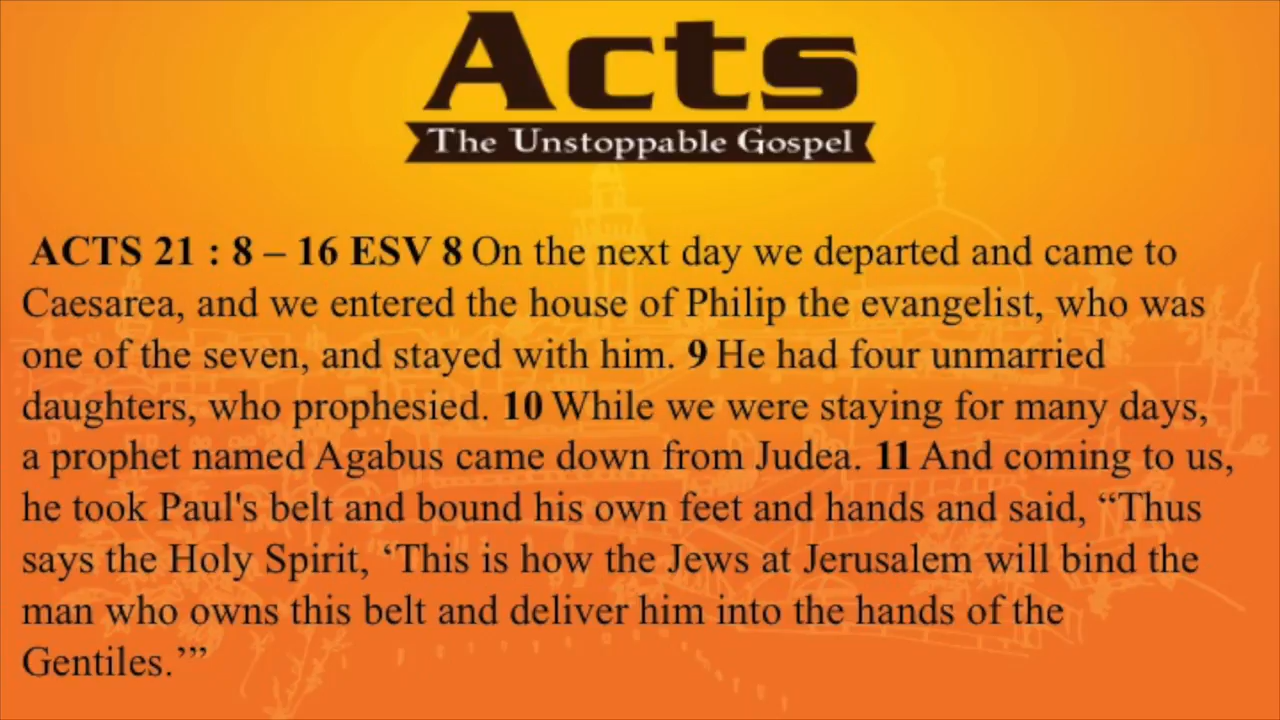 Acts
The Unstoppable Gospel
ACTS 21 : 8 – 16 ESV 8 On the next day we departed and came to
Caesarea, and we entered the house of Philip the evangelist, who was
one of the seven, and stayed with him. 9 He had four unmarried
daughters, who prophesied. 10 While we were staying for many days,
a prophet named Agabus came down from Judea. 11 And coming to us,
he took Paul's belt and bound his own feet and hands and said, “Thus
says the Holy Spirit, ‘This is how the Jews at Jerusalem will bind the
man who owns this belt and deliver him into the hands of the
Gentiles.’”